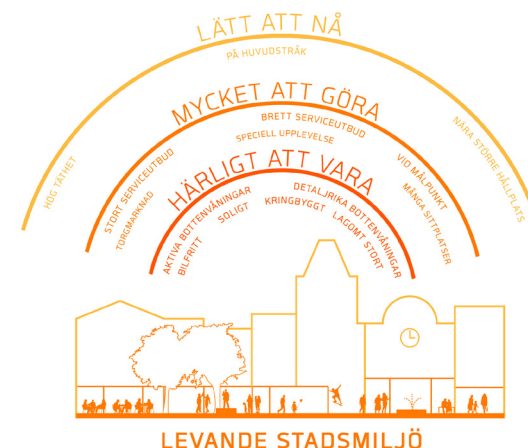 LÄTT ATT NÅ
HÖG TÄTHET
PÅ HUVUDSTRÅK
NÄRA STÖRRE HÅLLPLATS
MYCKET ATT GÖRA
STORT SERVICEUTBUD
BRETT SERVICEUTBUD
VID MÅLPUNKT
TORGMARKNAD
SPECIELL UPPLEVELSE
MÅNGA SITTPLATSER
HÄRLIGT ATT VARA
AKTIVA BOTTENVÅNINGAR
DETALJRIKA BOTTENVÅNINGAR
BILFRITT
SOLIGT
KRINGBYGGT
LAGOMT STORT
LEVANDE STADSMILJÖ